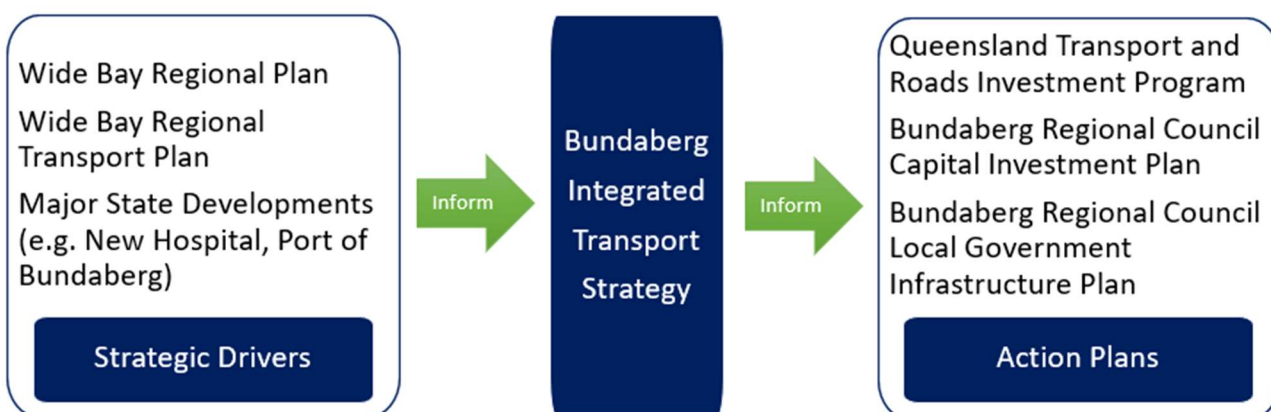 Wide Bay Regional Plan
Wide Bay Regional
Transport Plan
Major State Developments
(e.g. New Hospital, Port of
Bundaberg)
Strategic Drivers
Inform
Bundaberg
Integrated
Transport
Strategy
Inform
Queensland Transport and
Roads Investment Program
Bundaberg Regional Council
Capital Investment Plan
Bundaberg Regional Council
Local Government
Infrastructure Plan
Action Plans